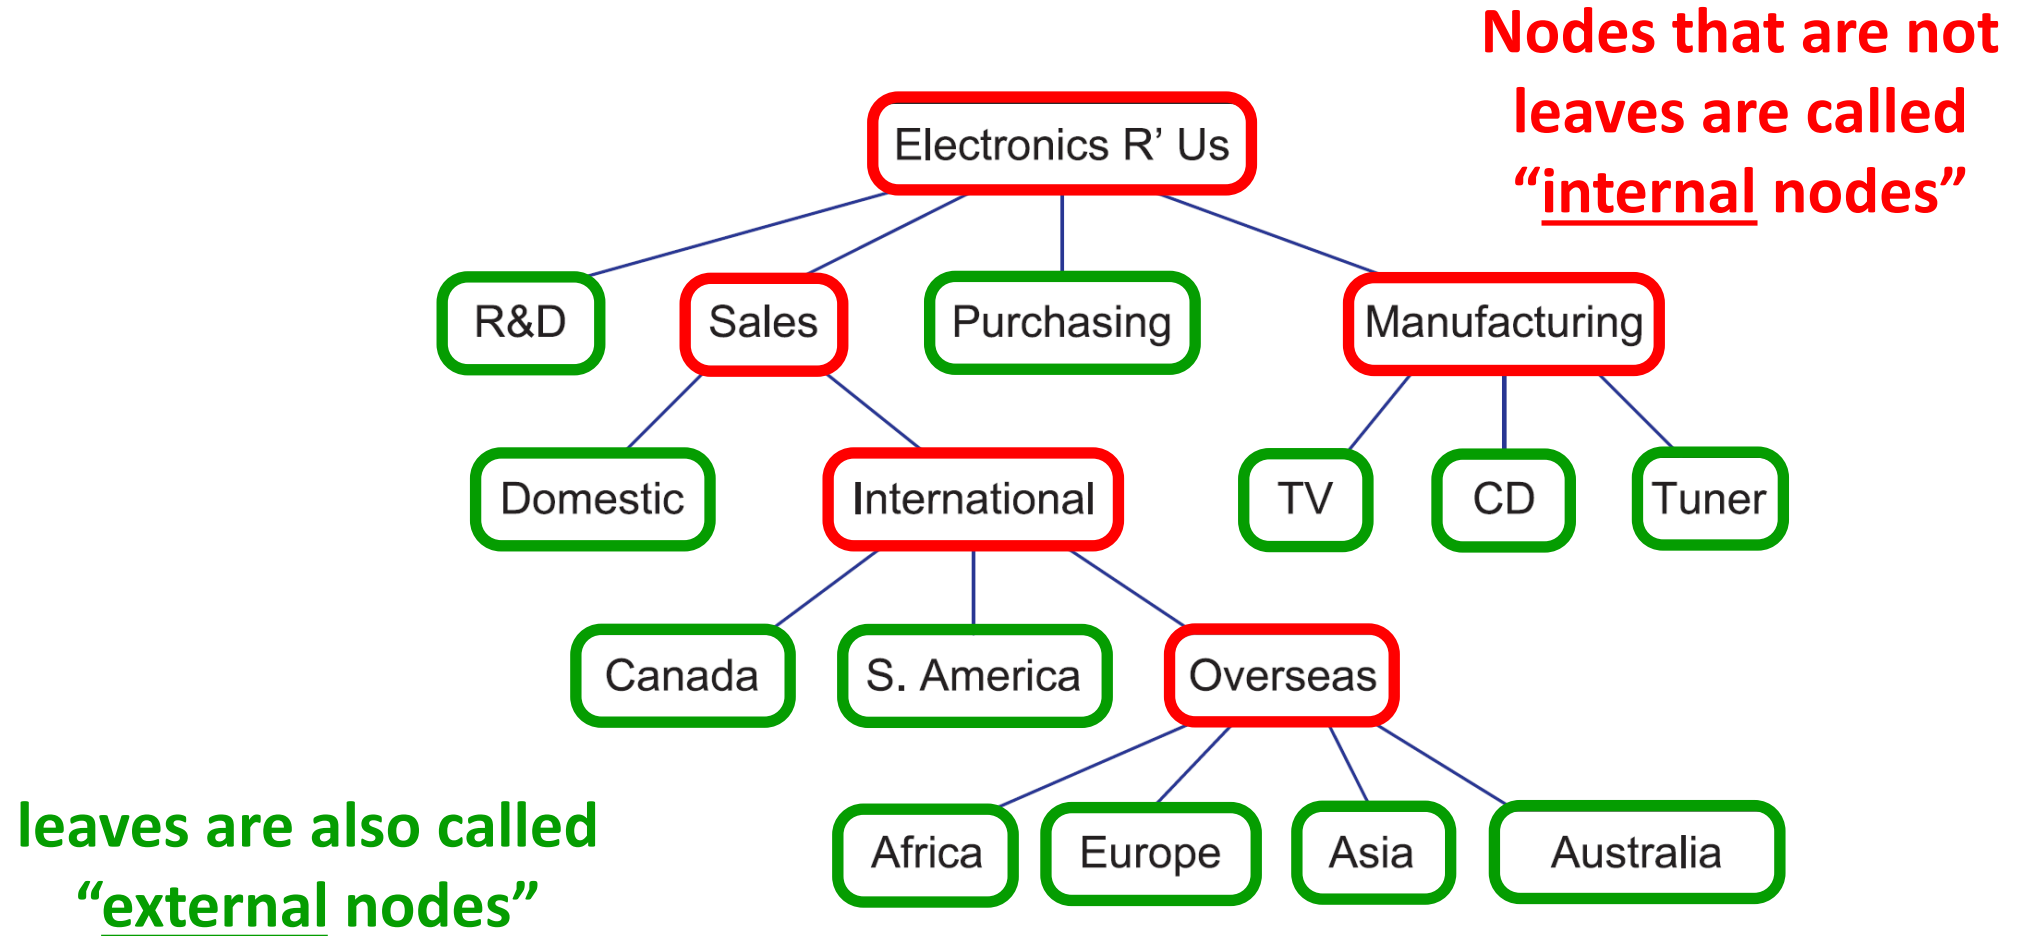 Nodes that are not
leaves are called
“internal nodes”
Electronics R’ Us
R&D
Sales
Purchasing
Manufacturing
Domestic
International
TV
CD
Tuner
Canada
S. America
Overseas
leaves are also called
“external nodes”
Africa
Europe
Asia
Australia